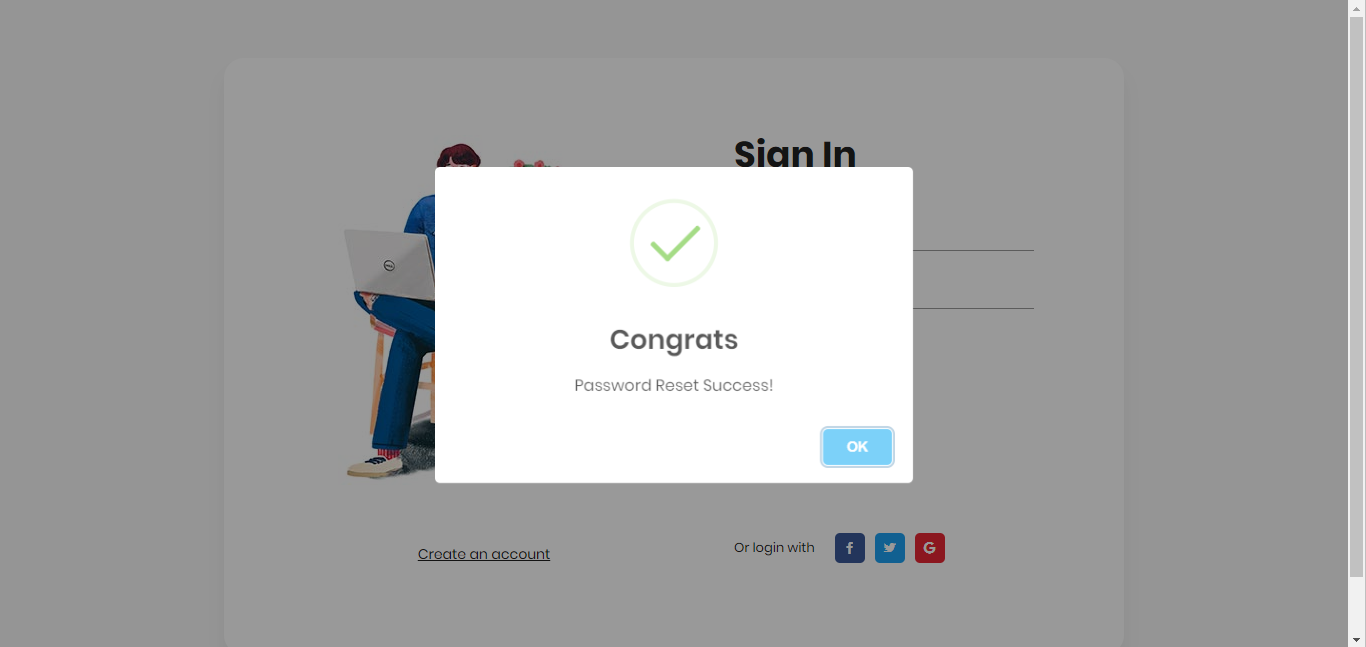 Sign In
Congrats
Password Reset Success!
OK
Create an account
Or login with